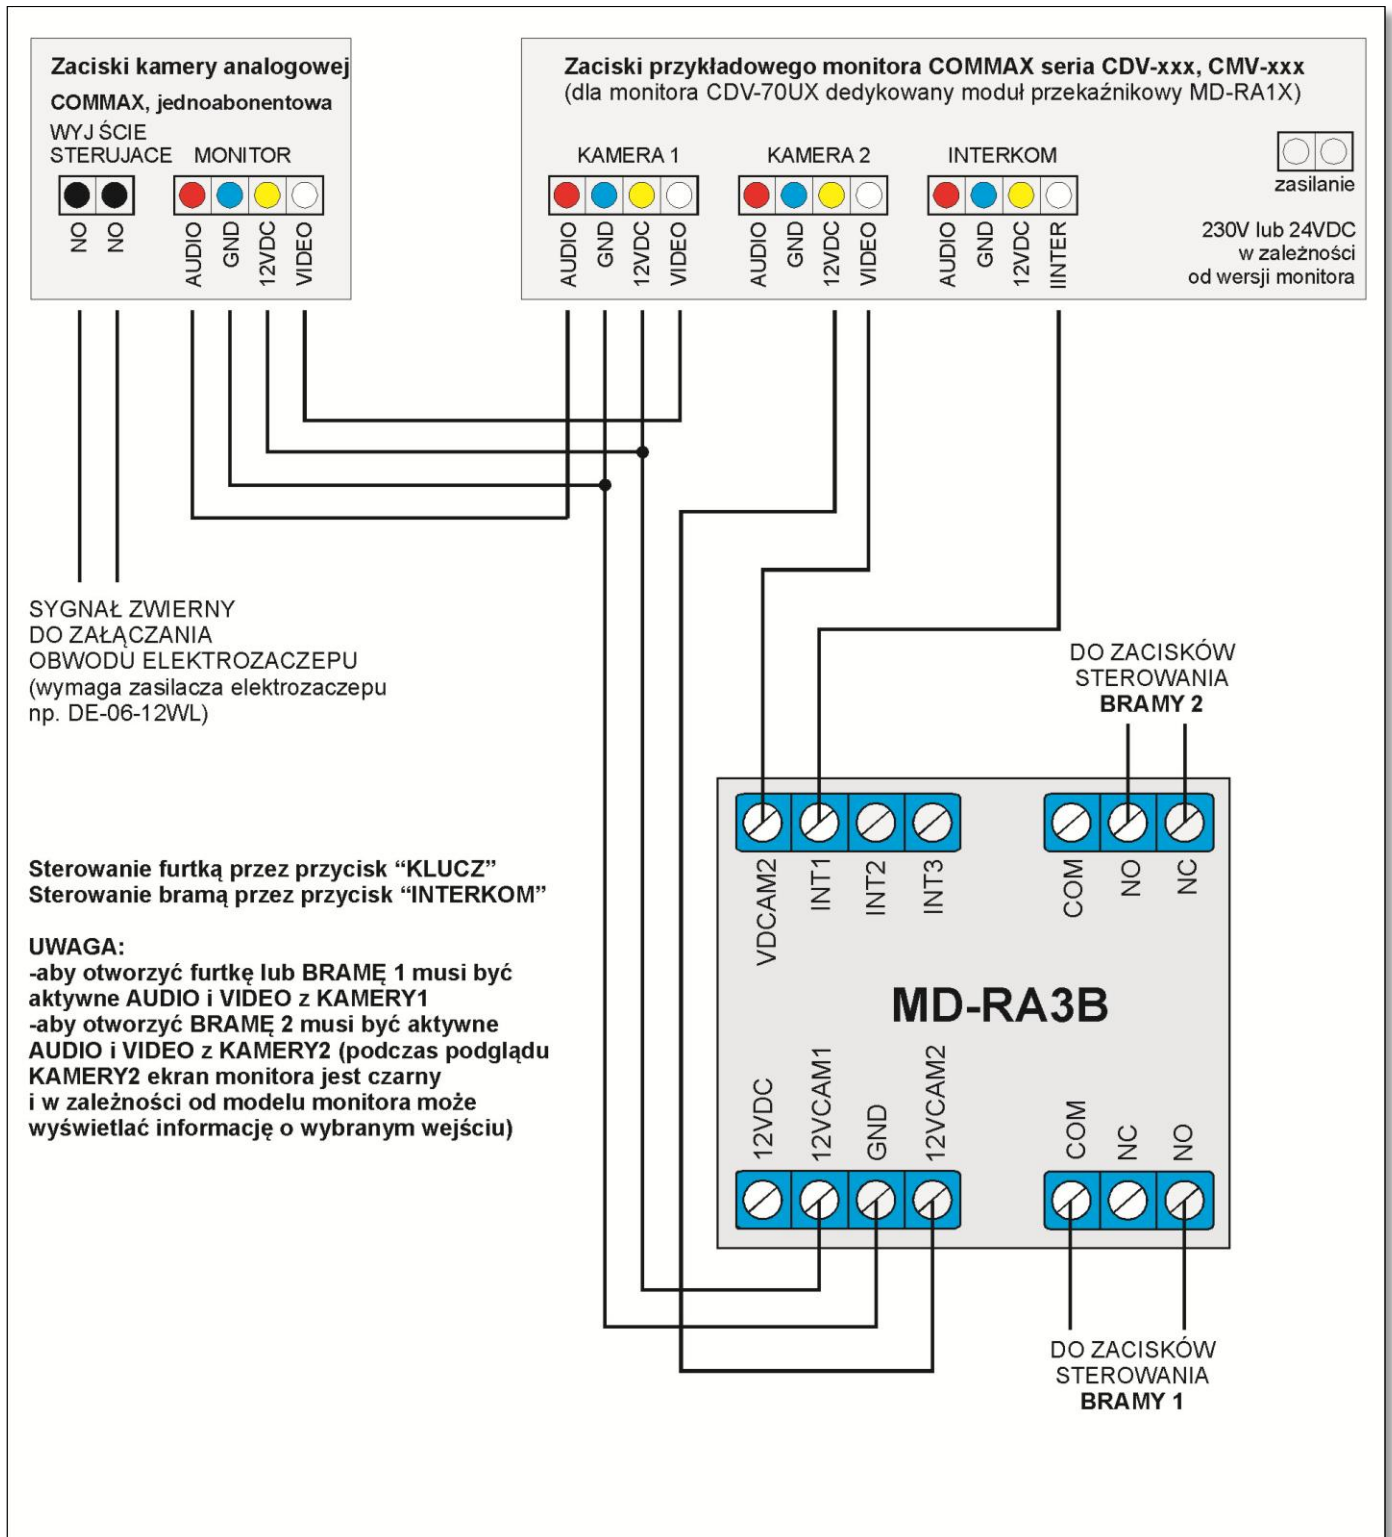 Zaciski kamery analogowej
COMMAX, jednoabonentowa
WYJ ŚCIE
STERUJACE
MONITOR
NO
NO
AUDIO
GND
12VDC
VIDEO
Zaciski przykładowego monitora COMMAX seria CDV-xxx, CMV-xxx
(dla monitora CDV-70UX dedykowany moduł przekaźnikowy MD-RA1X)
KAMERA 1
KAMERA 2
INTERKOM
zasilanie
AUDIO
GND
12VDC
VIDEO
AUDIO
GND
12VDC
VIDEO
AUDIO
GND
12VDC
IINTER
230V lub 24VDC
w zależności
od wersji monitora
SYGNAŁ ZWIERNY
DO ZAŁĄCZANIA
OBWODU ELEKTROZACZEPU
(wymaga zasilacza elektrozaczepu
np. DE-06-12WL)
DO ZACISKÓW
STEROWANIA
BRAMY 2
Sterowanie furtką przez przycisk “KLUCZ”
Sterowanie bramą przez przycisk “INTERKOM”
UWAGA:
-aby otworzyć furtkę lub BRAMĘ 1 musi być
aktywne AUDIO i VIDEO z KAMERY1
-aby otworzyć BRAMĘ 2 musi być aktywne
AUDIO i VIDEO z KAMERY2 (podczas podglądu
KAMERY2 ekran monitora jest czarny
i w zależności od modelu monitora może
wyświetlać informację o wybranym wejściu)
VDCAM2
INT1
INT2
INT3
COM
NO
NC
MD-RA3B
12VDC
12VCAM1
GND
12VCAM2
COM
NC
NO
DO ZACISKÓW
STEROWANIA
BRAMY 1